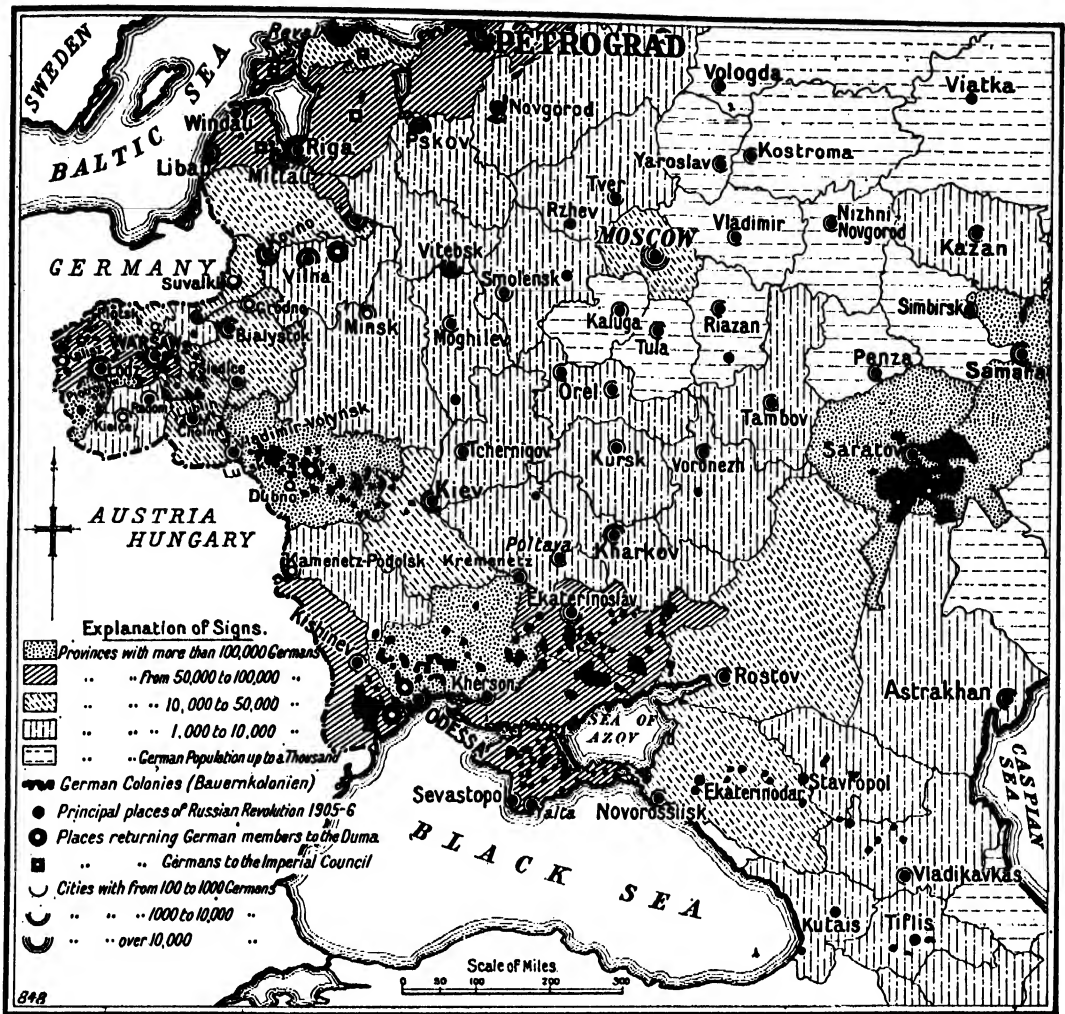 SWEDEN
BALTIC SEA
Reval
PETROGRAD
Vologda
Viatka
Novgorod
Windau
Pskov
Riga
Libau
Mittau
Yaroslav
Kostroma
Tver
Rzhev
MOSCOW
Vladimir
Nizhni-
Novgorod
Kazan
Kovno
Vilna
Vitebsk
GERMANY
Suvalki
Grodno
Smolensk
Simbirsk
Minsk
Moghilev
Kaluga
Tula
Riazan
Plotsk
WARSAW
Bialystok
Kalisz
Lodz
Siedlce
Penza
Samara
Radom
Kielce
Cholm
Orel
Tambov
Vladimir-Volynsk
Tchernigov
Kursk
Voronezh
Saratov
Dubno
Kiev
AUSTRIA
HUNGARY
Poltava
Kharkov
Kamenetz-Podolsk
Kremenetz
Ekaterinoslav
Kishinev
Kherson
Rostov
Astrakhan
ODESSA
SEA OF
AZOV
CASPIAN
SEA
Stavropol
Ekaterinodar
Sevastopo
Yalta
Novorossiisk
BLACK SEA
Vladikavkas
Kutais
Tiflis
Explanation of Signs.
Provinces with more than 100,000 Germans
.. .. from 50,000 to 100,000 ..
.. .. .. 10,000 to 50,000 ..
.. .. .. 1,000 to 10,000 ..
.. .. German Population up to a Thousand
German Colonies (Bauernkolonien)
Principal places of Russian Revolution 1905-6
Places returning German members to the Duma.
.. .. Germans to the Imperial Council
Cities with from 100 to 1000 Germans
.. .. .. 1000 to 10,000 ..
.. .. over 10,000 ..
Scale of Miles.
0 50 100 200 300
848